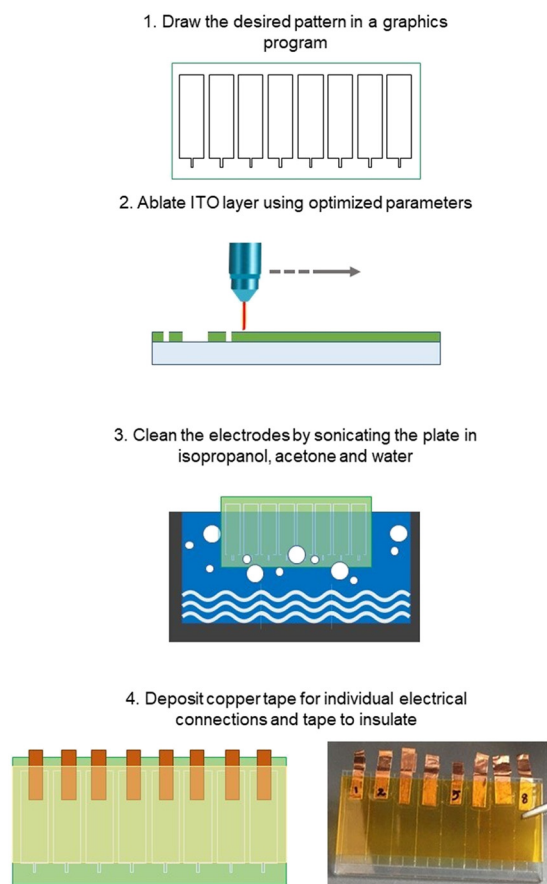 1. Draw the desired pattern in a graphics
program
2. Ablate ITO layer using optimized parameters
3. Clean the electrodes by sonicating the plate in
isopropanol, acetone and water
4. Deposit copper tape for individual electrical
connections and tape to insulate
1
2
5
8